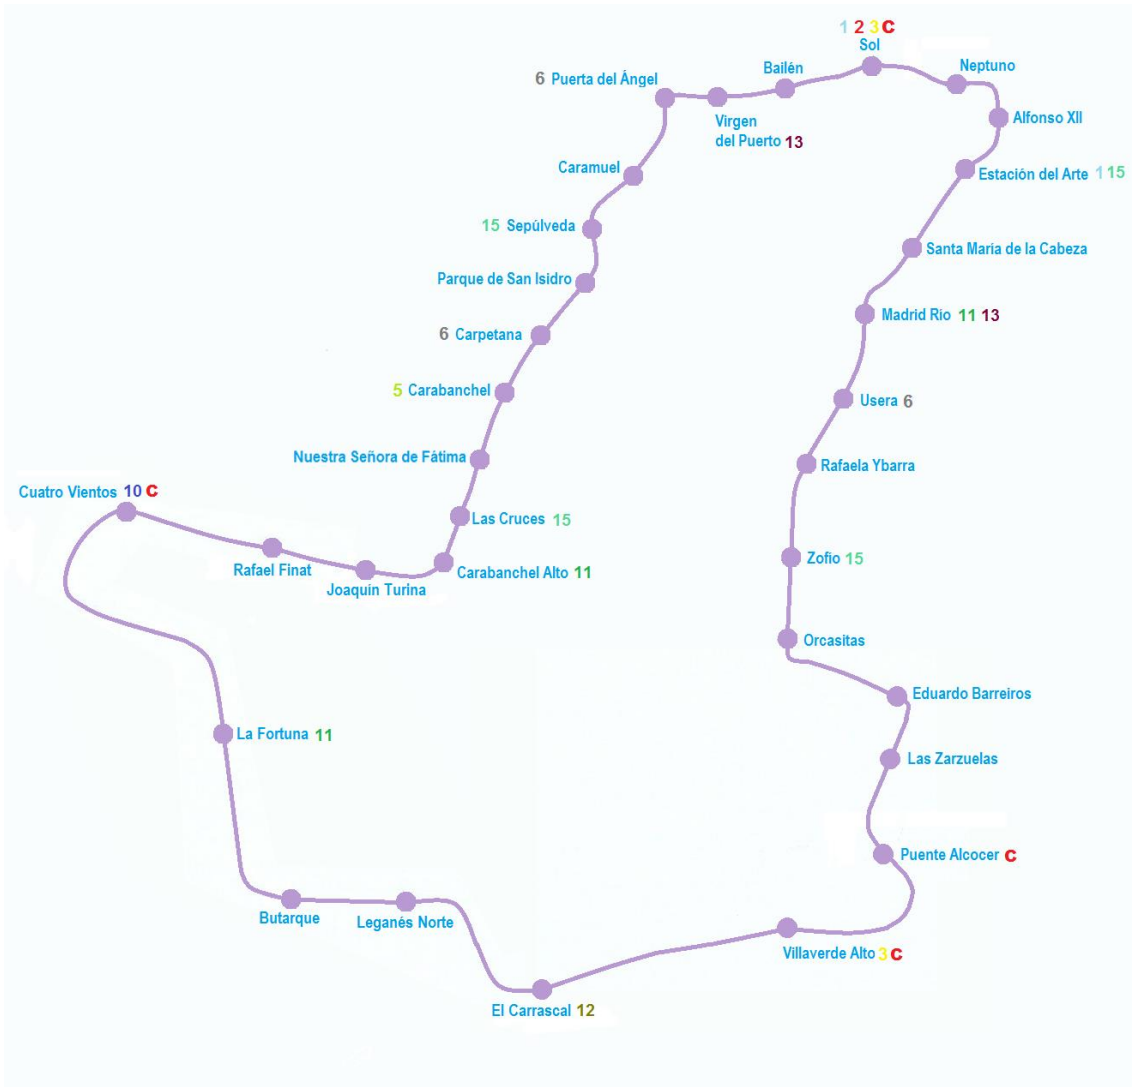 1 2 3 C
Sol
Neptuno
Bailén
6 Puerta del Ángel
Virgen
del Puerto 13
Alfonso XII
Caramuel
Estación del Arte 1 15
15 Sepúlveda
Santa María de la Cabeza
Parque de San Isidro
Madrid Rio 11 13
6 Carpetana
5 Carabanchel
Usera 6
Nuestra Señora de Fátima
Rafaela Ybarra
Cuatro Vientos 10 C
Las Cruces 15
Rafael Finat
Joaquín Turina
Carabanchel Alto 11
Zofio 15
Orcasitas
Eduardo Barreiros
La Fortuna 11
Las Zarzuelas
Puente Alcocer C
Butarque
Leganés Norte
Villaverde Alto 3 C
El Carrascal 12